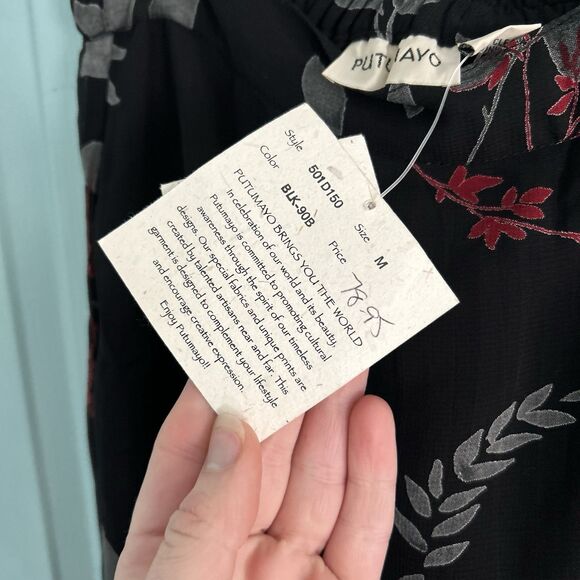 PUTUMAYO
Style 501D150 Size M
Color BLK-90B Price 78.95
PUTUMAYO BRINGS YOU THE WORLD
In celebration of our world and its beauty,
Putumayo is committed to promoting cultural
awareness through the spirit of our timeless
designs. Our special fabrics and unique prints are
created by talented artisans near and far. This
garment is designed to complement your lifestyle
and encourage creative expression.
Enjoy Putumayo!!